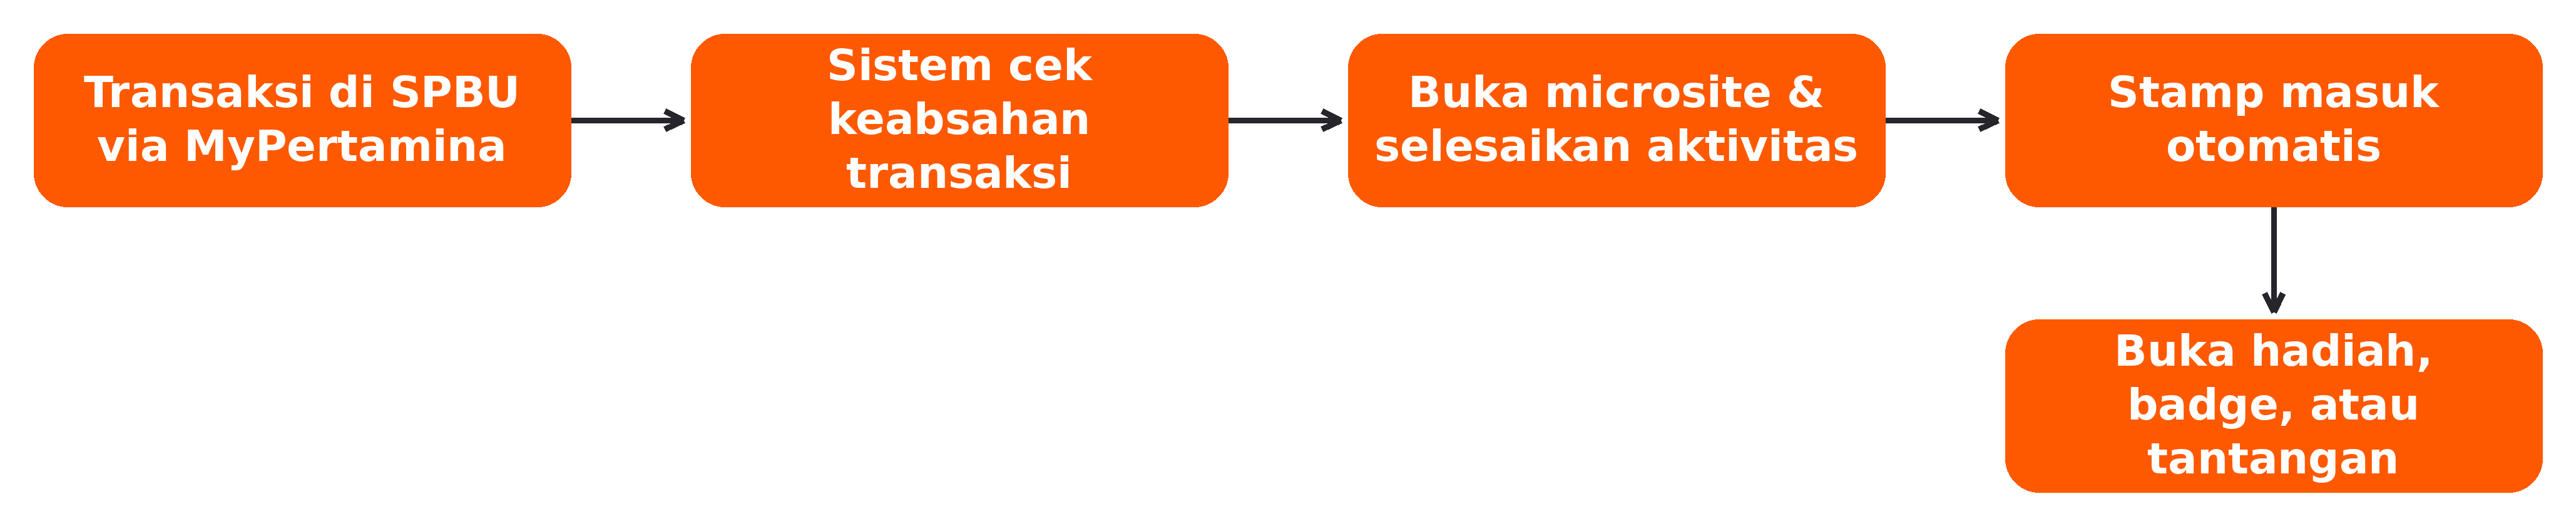 Transaksi di SPBU
via MyPertamina
Sistem cek
keabsahan
transaksi
Buka microsite &
selesaikan aktivitas
Stamp masuk
otomatis
Buka hadiah,
badge, atau
tantangan